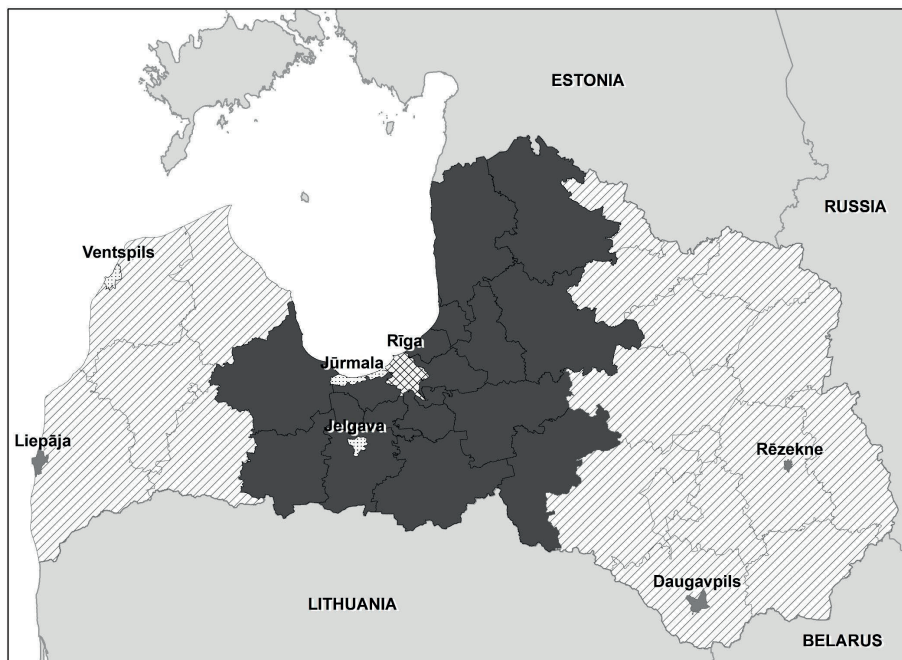 ESTONIA
RUSSIA
Ventspils
Rīga
Jūrmala
Jelgava
Liepāja
Rēzekne
Daugavpils
LITHUANIA
BELARUS